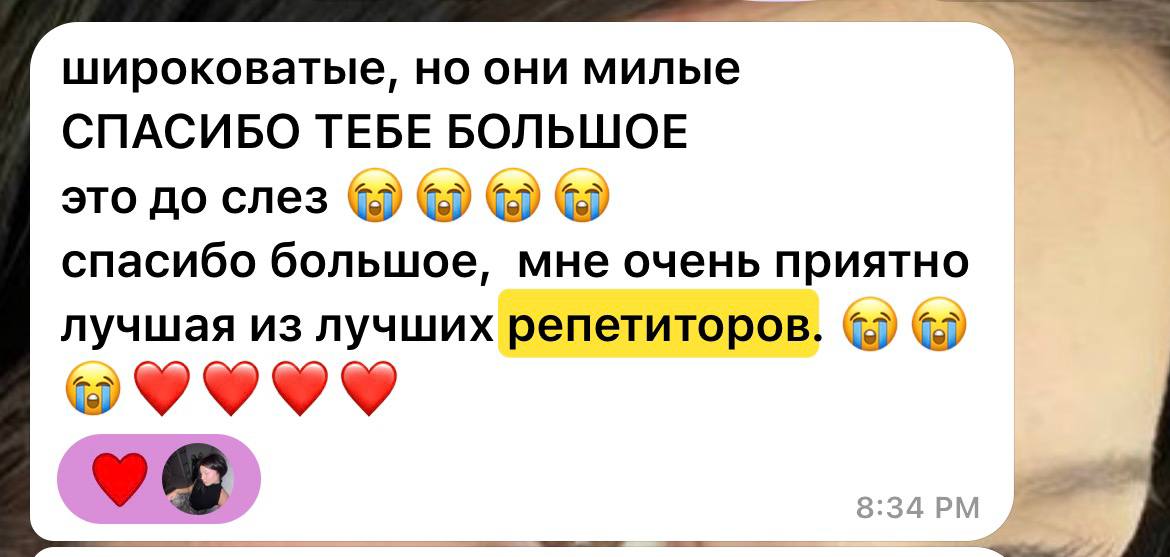 широковатые, но они милые
СПАСИБО ТЕБЕ БОЛЬШОЕ
это до слез 😭😭😭😭
спасибо большое,  мне очень приятно
лучшая из лучших репетиторов. 😭😭
😭❤️❤️❤️❤️
❤️
8:34 PM